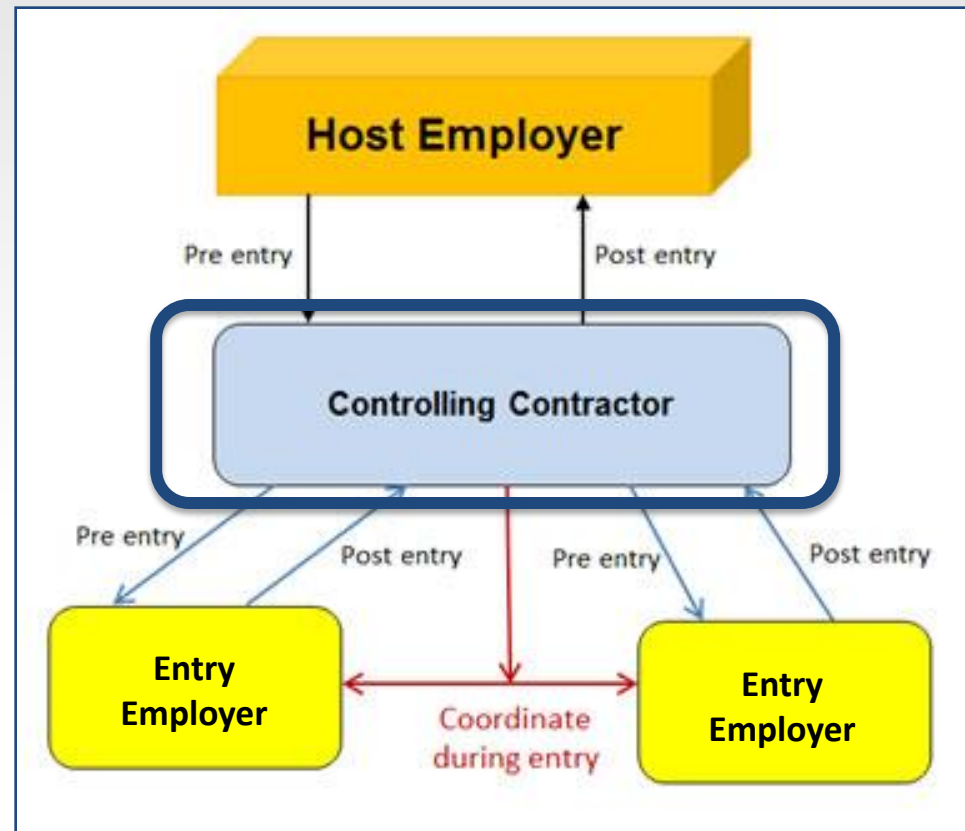 Host Employer
Pre entry
Post entry
Controlling Contractor
Pre entry
Post entry
Pre entry
Post entry
Entry
Employer
Coordinate
during entry
Entry
Employer